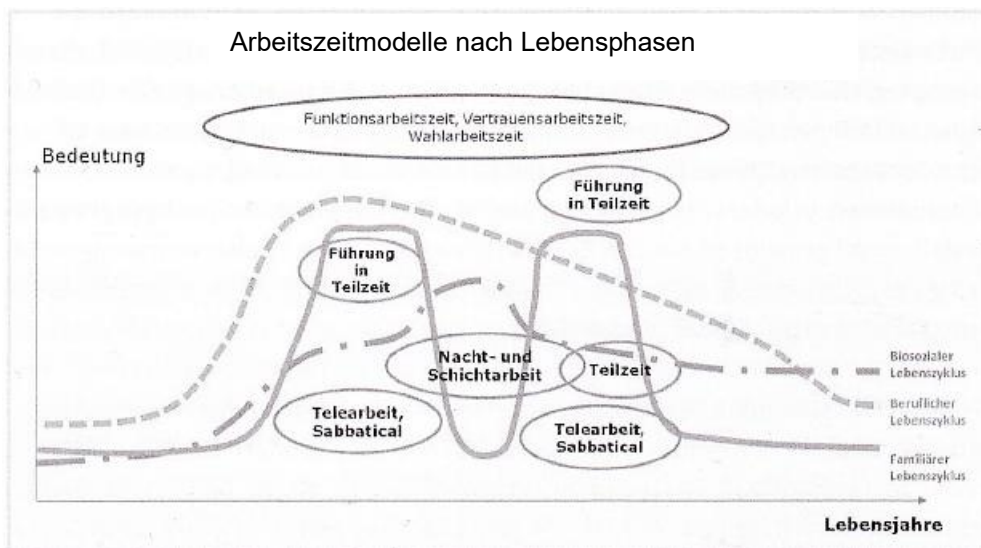 Arbeitszeitmodelle nach Lebensphasen
Funktionsarbeitszeit, Vertrauensarbeitszeit,
Wahlarbeitszeit
Bedeutung
Führung
in Teilzeit
Führung
in
Teilzeit
Nacht- und
Schichtarbeit
Teilzeit
Biosozialer
Lebenszyklus
Beruflicher
Lebenszyklus
Telearbeit,
Sabbatical
Telearbeit,
Sabbatical
Familiärer
Lebenszyklus
Lebensjahre